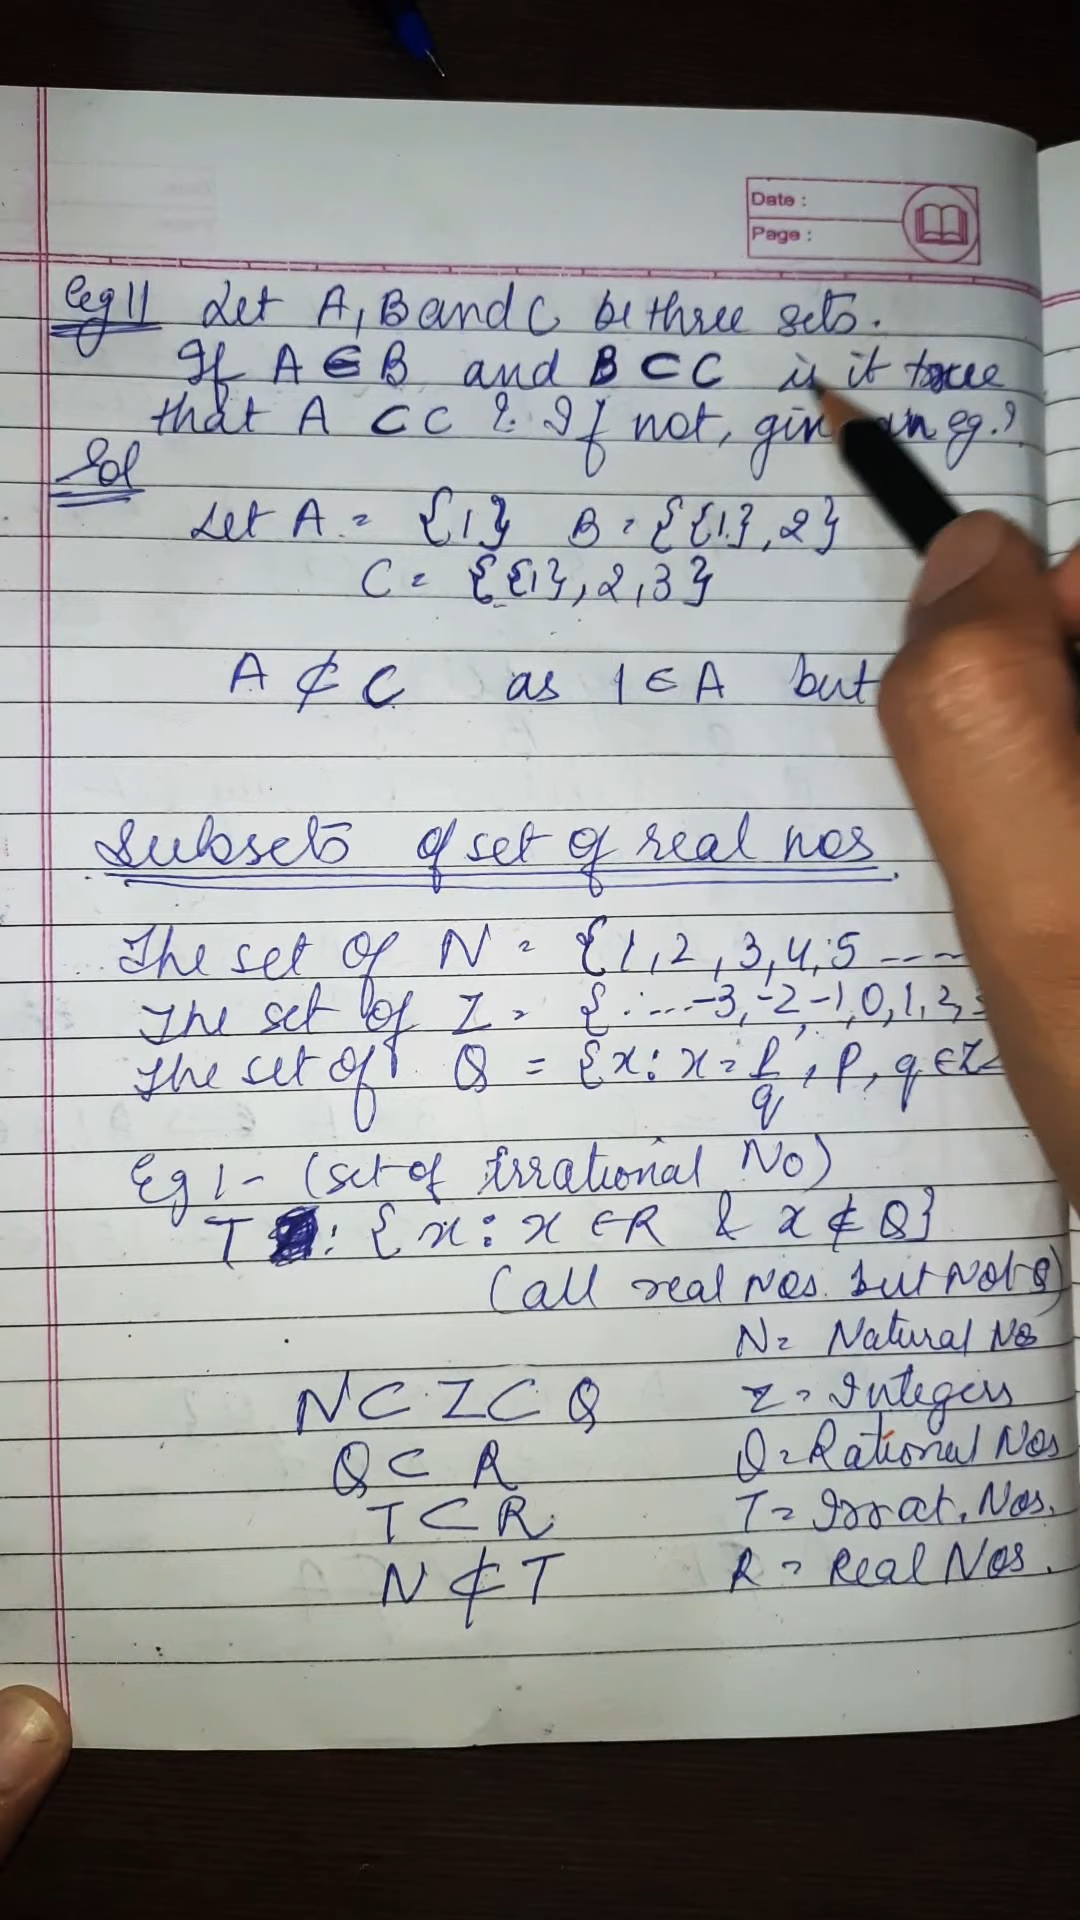 Date :
Page :
Eg 11 Let A, B and C be three sets.
If A ∈ B and B ⊂ C is it true
that A ⊂ C ? If not, give an eg.?
Sol
Let A = {1} B = {{1}, 2}
C = {{1}, 2, 3}
A ⊄ C as 1 ∈ A but
Subsets of set of real nos
The set of N = {1, 2, 3, 4, 5 ----
The set of Z = {....-3, -2, -1, 0, 1, 2, 3
The set of Q = {x : x = p/q, p, q ∈ Z
Eg 1- (set of Irrational No)
T : {x : x ∈ R & x ∉ Q}
(all real nos. but Not Q)
N = Natural Nos
N ⊂ Z ⊂ Q Z = Integers
Q ⊂ R Q = Rational Nos
T ⊂ R T = Irrat. Nos.
N ⊄ T R = Real Nos.